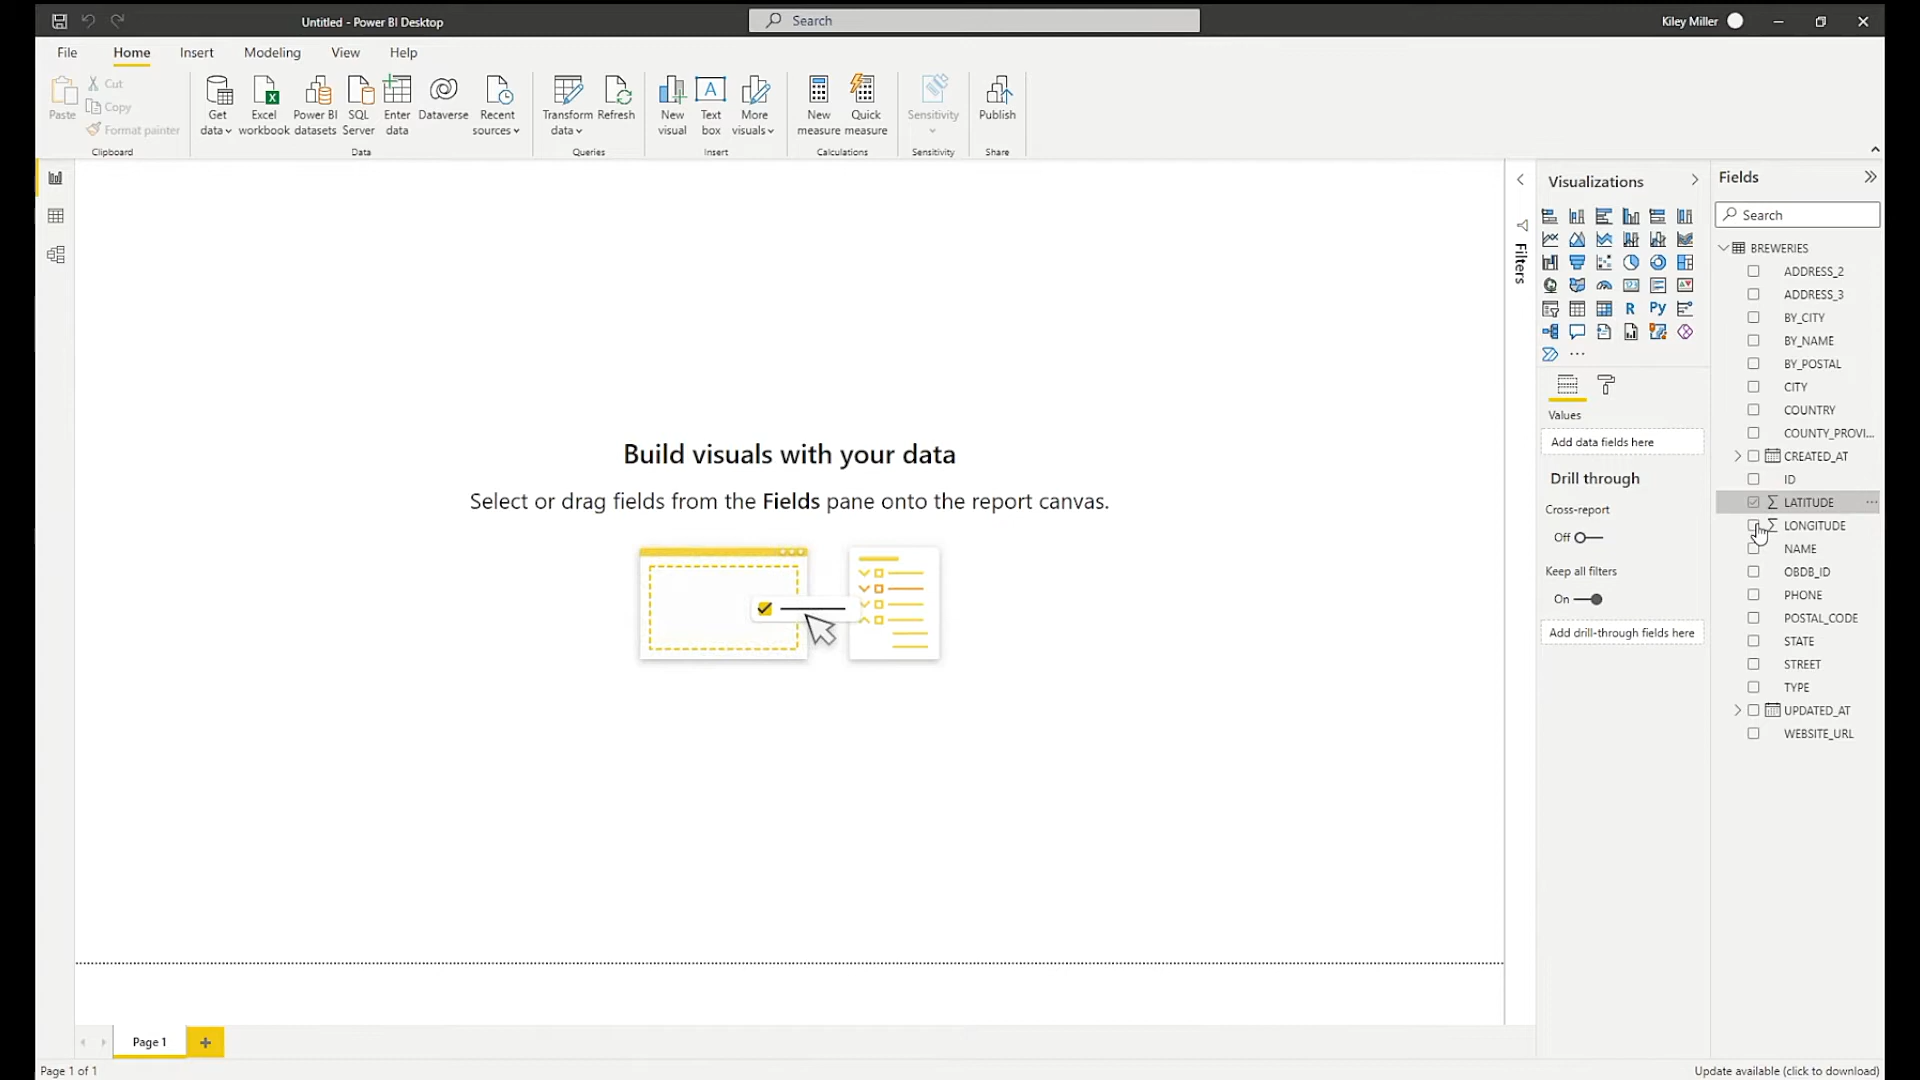 Untitled - Power BI Desktop
Search
Kiley Miller
File
Home
Insert
Modeling
View
Help
Paste
Cut
Copy
Format painter
Clipboard
Get data
Excel workbook
Power BI datasets
SQL Server
Enter data
Dataverse
Recent sources
Data
Transform data
Refresh
Queries
New visual
A
Text box
More visuals
Insert
New measure
Quick measure
Calculations
Sensitivity
Sensitivity
Publish
Share
Build visuals with your data
Select or drag fields from the Fields pane onto the report canvas.
Filters
Visualizations
R
Py
Values
Add data fields here
Drill through
Cross-report
Off
Keep all filters
On
Add drill-through fields here
Fields
Search
BREWERIES
ADDRESS_2
ADDRESS_3
BY_CITY
BY_NAME
BY_POSTAL
CITY
COUNTRY
COUNTY_PROVI...
CREATED_AT
ID
Σ LATITUDE
Σ LONGITUDE
NAME
OBDB_ID
PHONE
POSTAL_CODE
STATE
STREET
TYPE
UPDATED_AT
WEBSITE_URL
Page 1
Page 1 of 1
Update available (click to download)